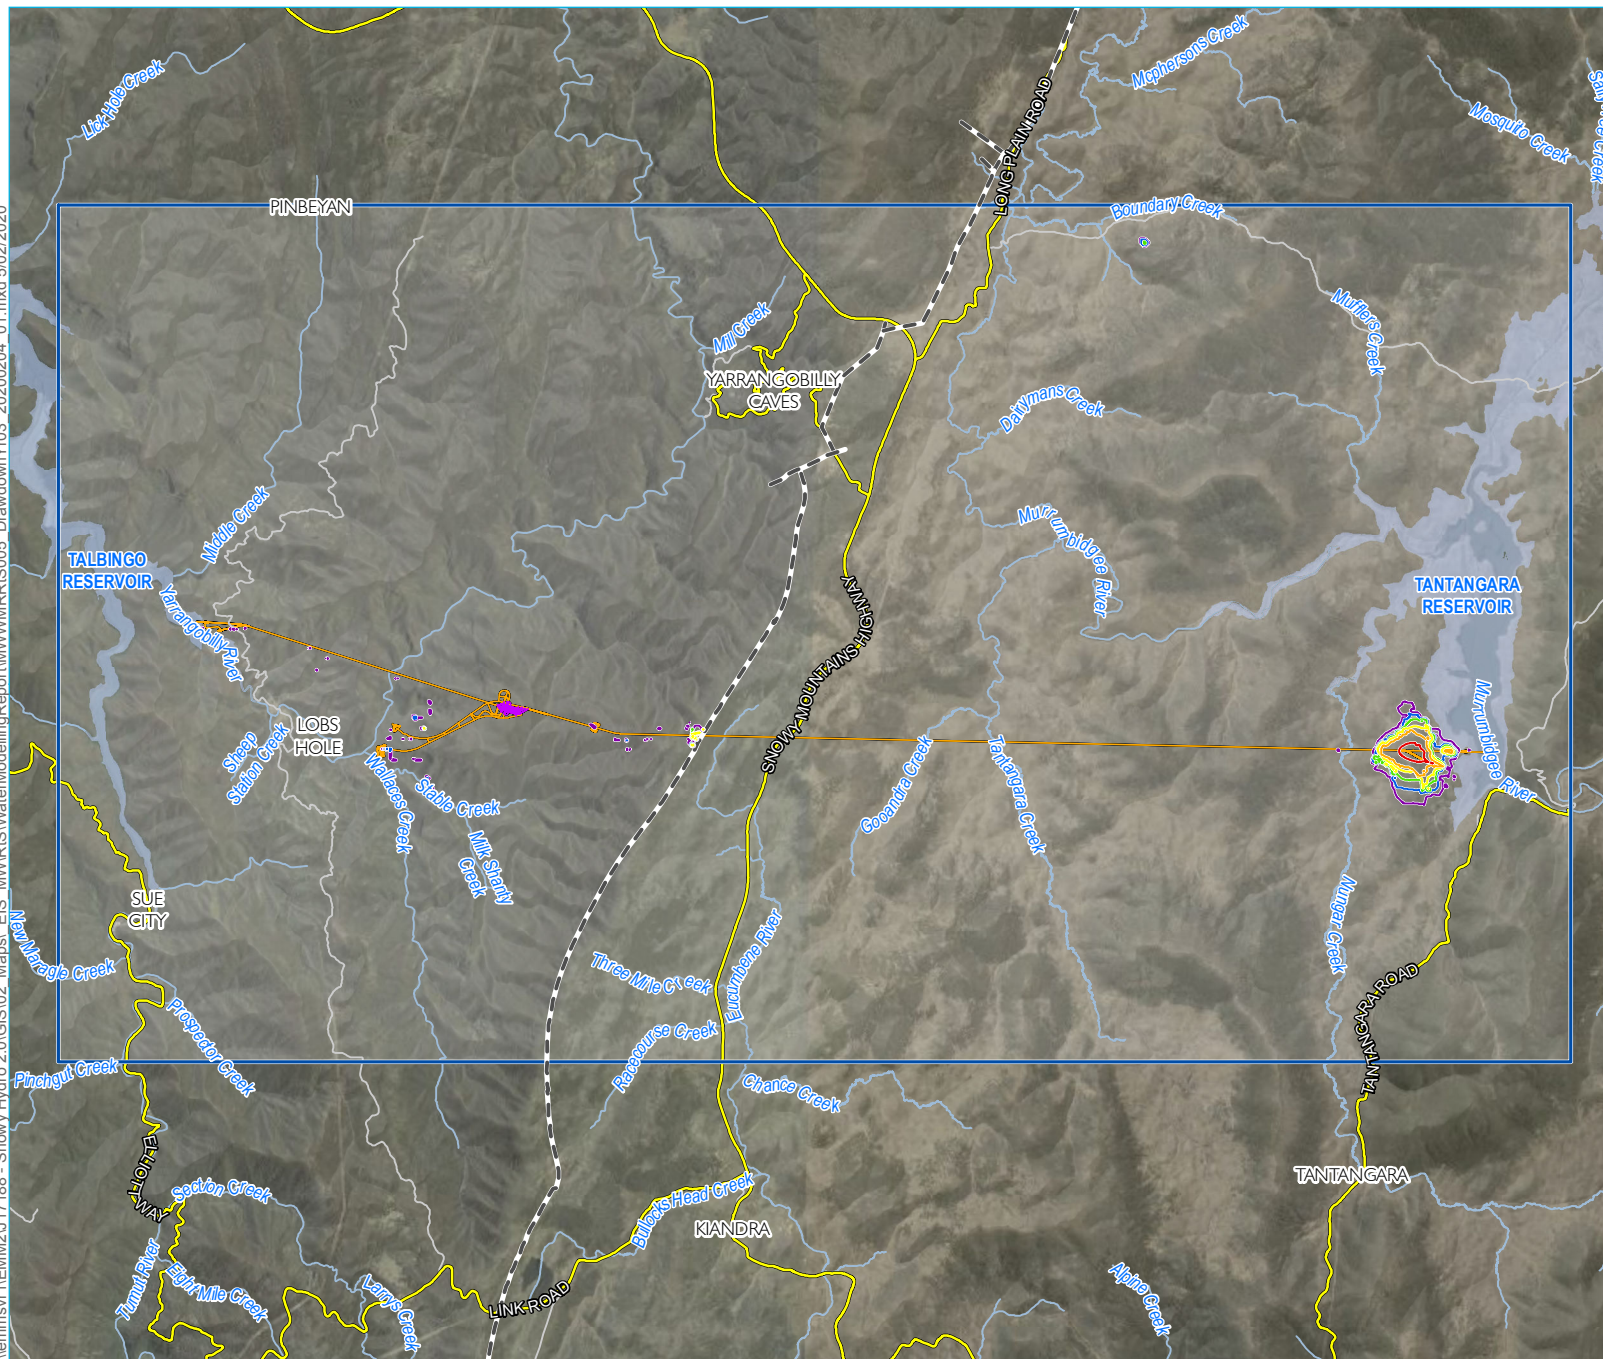 Lick Hole Creek
Mcphersons Creek
Mosquito Creek
LONG PLAIN ROAD
PINBEYAN
Boundary Creek
Mufflers Creek
Mill Creek
YARRANGOBILLY
CAVES
Dairymans Creek
Middle Creek
Murrumbidgee River
TALBINGO
RESERVOIR
TANTANGARA
RESERVOIR
Yarrangobilly River
SNOWY MOUNTAINS HIGHWAY
Sheep
Station Creek
LOBS
HOLE
Wallaces Creek
Stable Creek
Milk Shanty
Creek
Gooandra Creek
Tantangara Creek
Murrumbidgee River
SUE
CITY
New Maragle Creek
Three Mile Creek
Eucumbene River
Nungar Creek
TANTANGARA ROAD
Prospector Creek
Racecourse Creek
Pinchgut Creek
Chance Creek
ELLIOTT
WAY
Section Creek
Bullocks Head Creek
TANTANGARA
KIANDRA
Tumut River
Eight Mile Creek
Larrys Creek
LINK ROAD
Alpine Creek